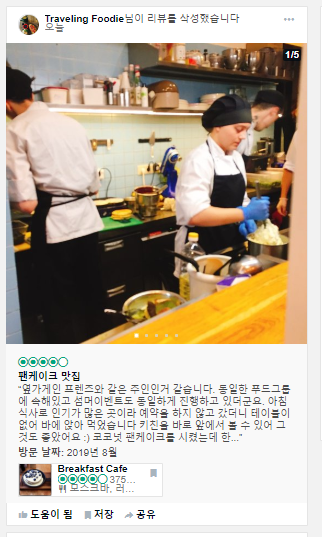 Traveling Foodie님이 리뷰를 작성했습니다
오늘
1/5
팬케이크 맛집
"옆가게인 프렌즈와 같은 주인인거 같습니다. 동일한 푸드그룹
에 속해있고 섬머이벤트도 동일하게 진행하고 있더군요. 아침
식사로 인기가 많은 곳이라 예약을 하지 않고 갔더니 테이블이
없어 바에 앉아 먹었습니다 키친을 바로 앞에서 볼 수 있어 그
것도 좋았어요 :) 코코넛 팬케이크를 시켰는데 한..."
방문 날짜: 2019년 8월
Breakfast Cafe
375...
모스크바, 러...
도움이 됨 저장 공유